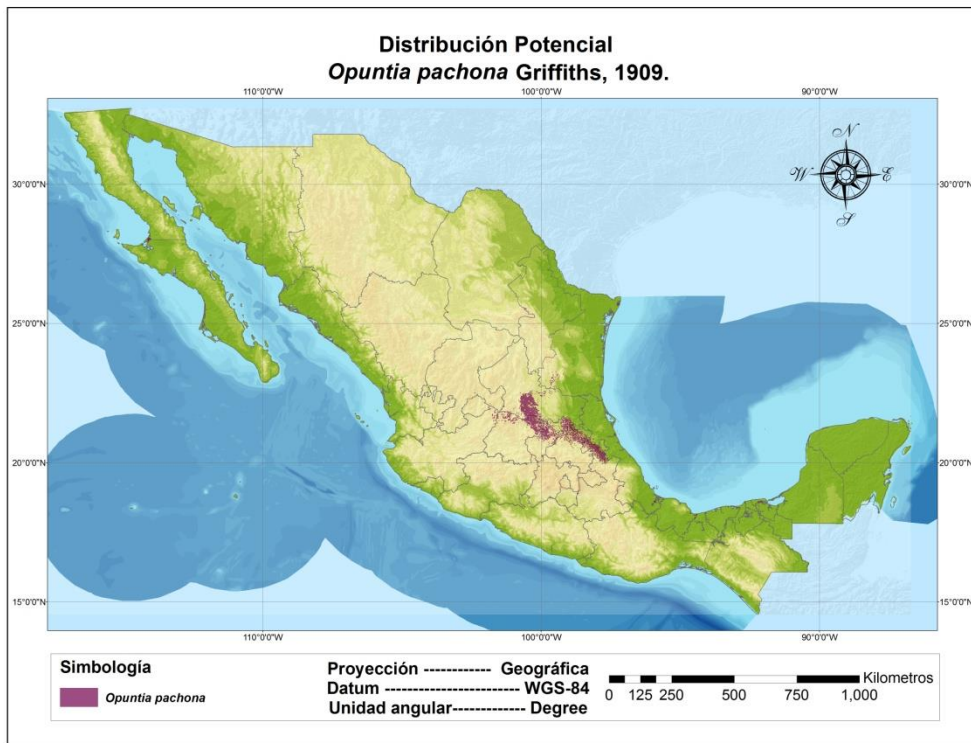 Distribución Potencial
Opuntia pachona Griffiths, 1909.
110°0'0"W 100°0'0"W 90°0'0"W
N
W E
S
30°0'0"N 30°0'0"N
25°0'0"N 25°0'0"N
20°0'0"N 20°0'0"N
15°0'0"N 15°0'0"N
110°0'0"W 100°0'0"W 90°0'0"W
Simbología
Opuntia pachona
Proyección ------------ Geográfica
Datum ------------------------ WGS-84
Unidad angular------------- Degree
Kilometros
0 125 250 500 750 1,000